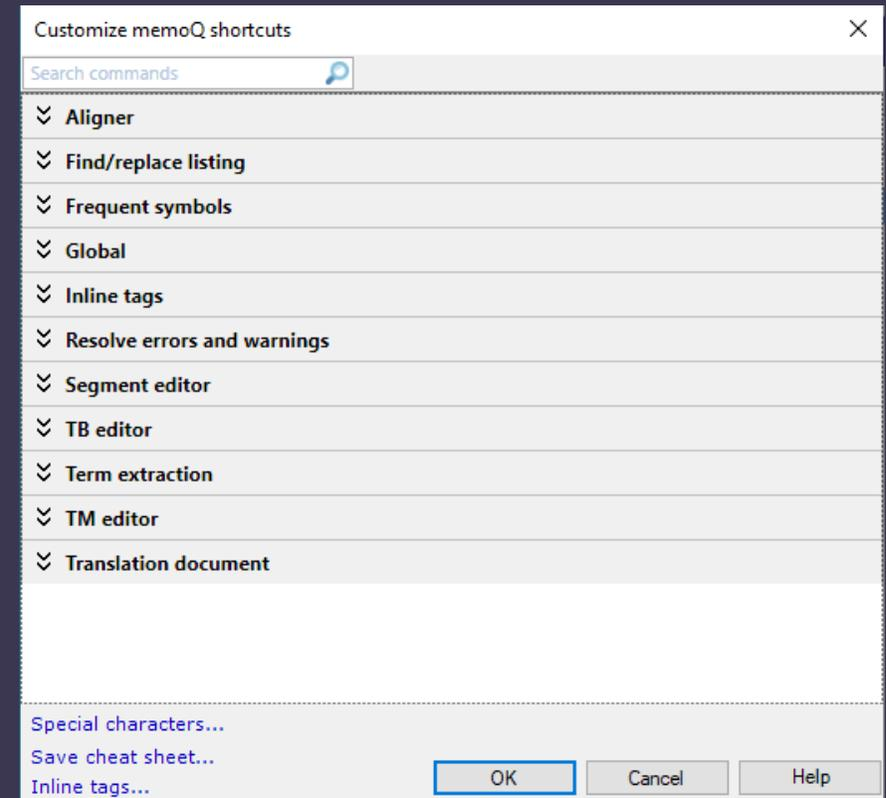 Customize memoQ shortcuts
Search commands
Aligner
Find/replace listing
Frequent symbols
Global
Inline tags
Resolve errors and warnings
Segment editor
TB editor
Term extraction
TM editor
Translation document
Special characters...
Save cheat sheet...
Inline tags...
OK Cancel Help